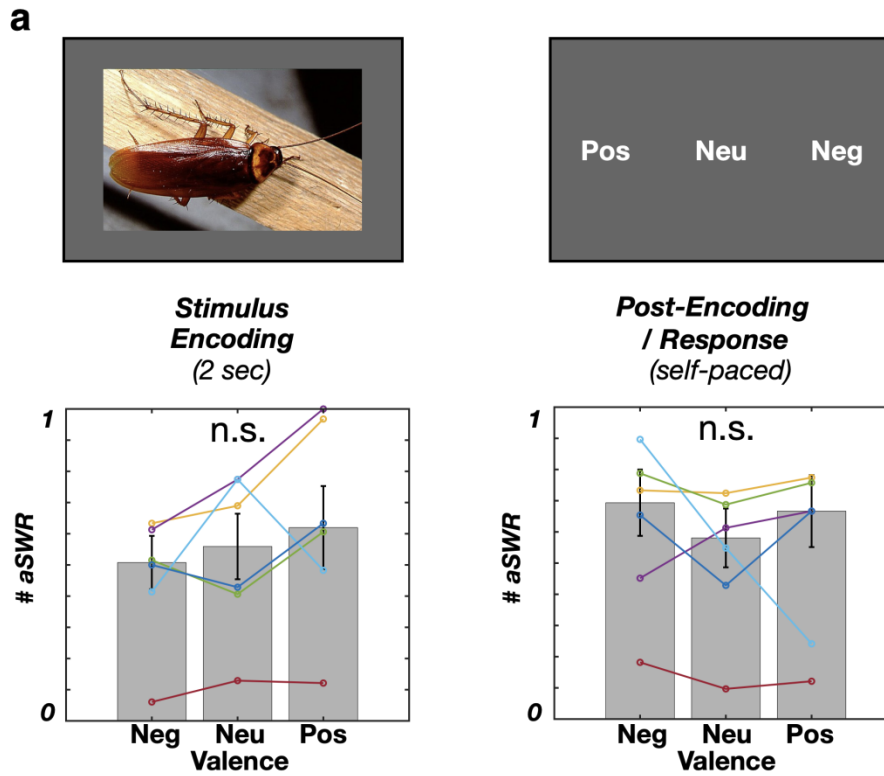 a
Pos Neu Neg
Stimulus
Encoding
(2 sec)
Post-Encoding
/ Response
(self-paced)
1
n.s.
# aSWR
0
Neg Neu Pos
Valence
1
n.s.
# aSWR
0
Neg Neu Pos
Valence